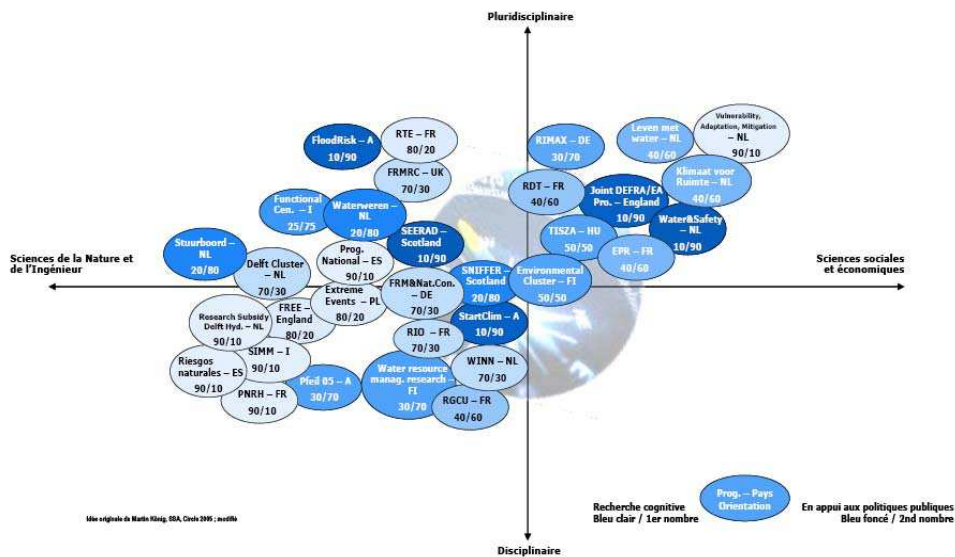 Pluridisciplinaire
FloodRisk – A
10/90
RTE – FR
80/20
RIMAX – DE
30/70
Leven met
water – NL
40/60
Vulnerability,
Adaptation, Mitigation
– NL
90/10
FRMRC – UK
70/30
RDT – FR
40/60
Joint DEFRA/EA
Pro. – England
10/90
Klimaat voor
Ruimte – NL
40/60
Functional
Cen. – I
25/75
Waterweren –
NL
20/80
SEERAD –
Scotland
10/90
TISZA – HU
50/50
Water&Safety –
NL
10/90
Stuurboord –
NL
20/80
Prog.
National – ES
90/10
EPR – FR
40/60
Sciences de la Nature et
de l'Ingénieur
Delft Cluster –
NL
70/30
Extreme
Events – PL
80/20
FRM&Nat.Con.
– DE
70/30
SNIFFER –
Scotland
20/80
Environmental
Cluster – FI
50/50
Sciences sociales
et économiques
Research Subsidy
Delft Hyd. – NL
90/10
FREE –
England
80/20
StartClim – A
10/90
RIO – FR
70/30
Riesgos
naturales – ES
90/10
SIMM – I
90/10
WINN – NL
70/30
PNRH – FR
90/10
Pfeil 05 – A
30/70
Water resource
manag. research –
FI
30/70
RGCU – FR
40/60
Recherche cognitive
Bleu clair / 1er nombre
Prog. – Pays
Orientation
En appui aux politiques publiques
Bleu foncé / 2nd nombre
Idée originale de Martin König, SSA, Circle 2005 ; modifié
Disciplinaire